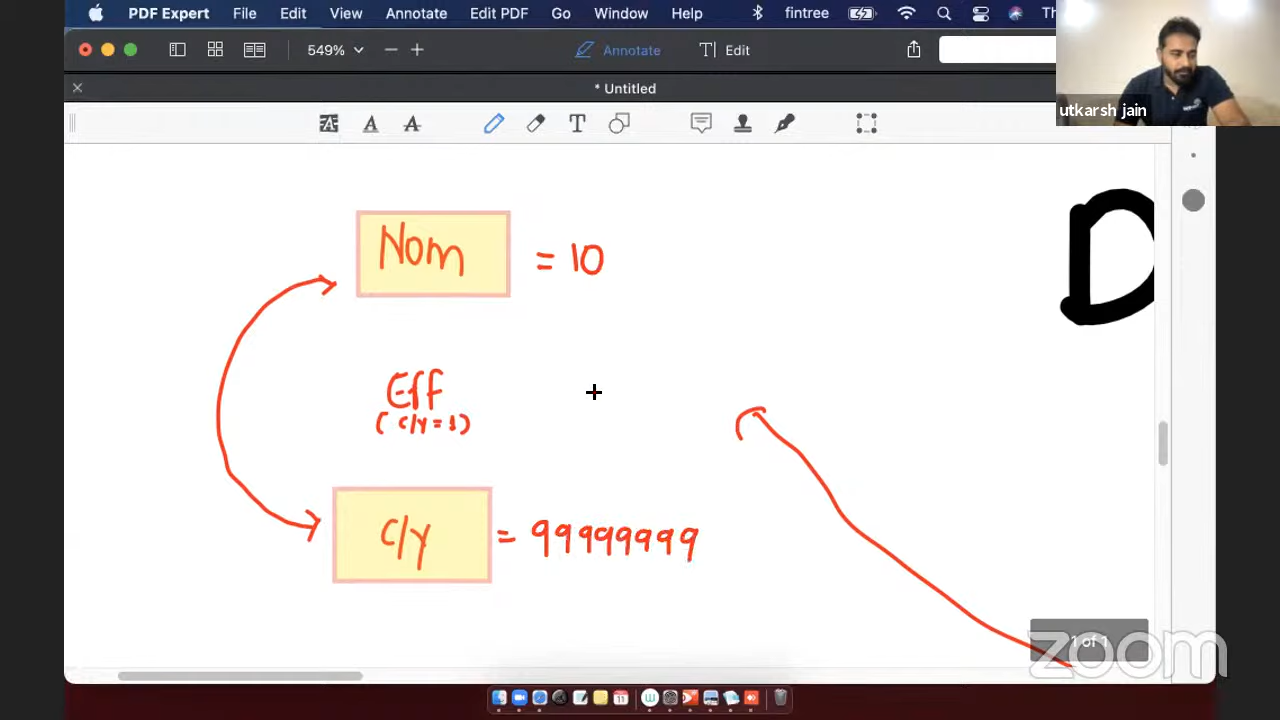 PDF Expert File Edit View Annotate Edit PDF Go Window Help fintree Th
549% Annotate Edit
* Untitled
utkarsh jain
Nom = 10
Eff
( C/Y = 1 )
C/Y = 99999999
D
1 of 1
zoom